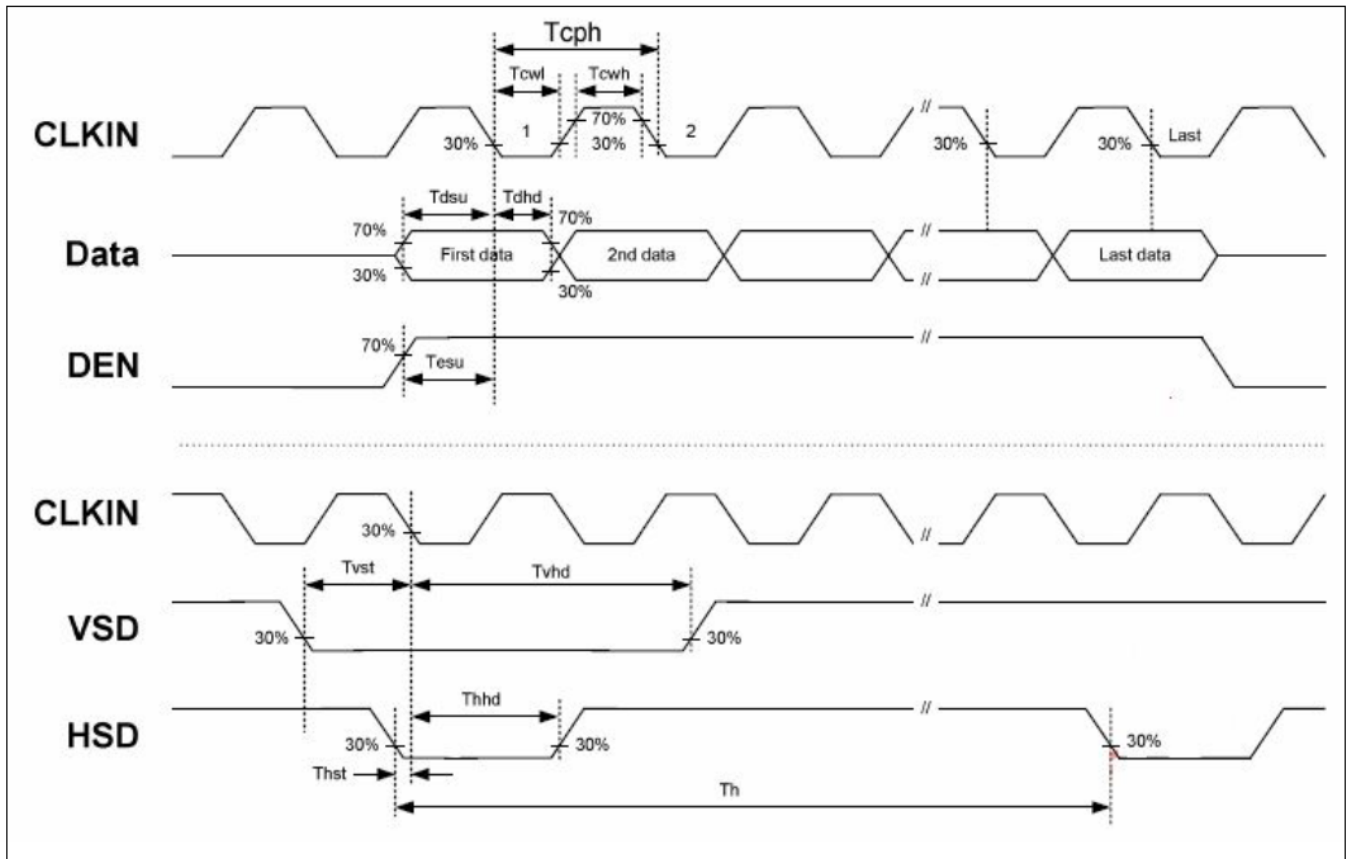 Tcph
Tcwl Tcwh
CLKIN 30% 1 70% 30% 2 // 30% 30% Last
Tdsu Tdhd
70% 70%
Data First data 2nd data Last data
30% 30%
//
//
DEN 70%
Tesu
CLKIN 30% //
Tvst Tvhd
//
VSD 30% 30%
Thhd //
HSD 30% 30% 30%
Thst
Th